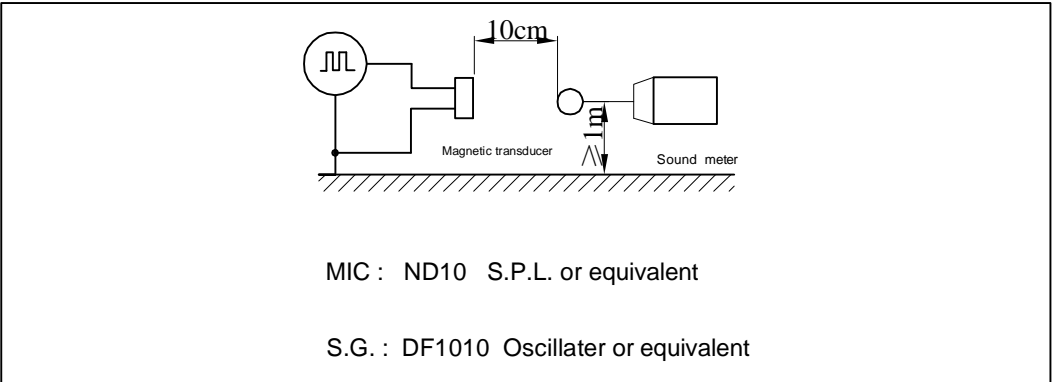 10cm
≥1m
Magnetic transducer
Sound meter
MIC : ND10 S.P.L. or equivalent
S.G. : DF1010 Oscillater or equivalent